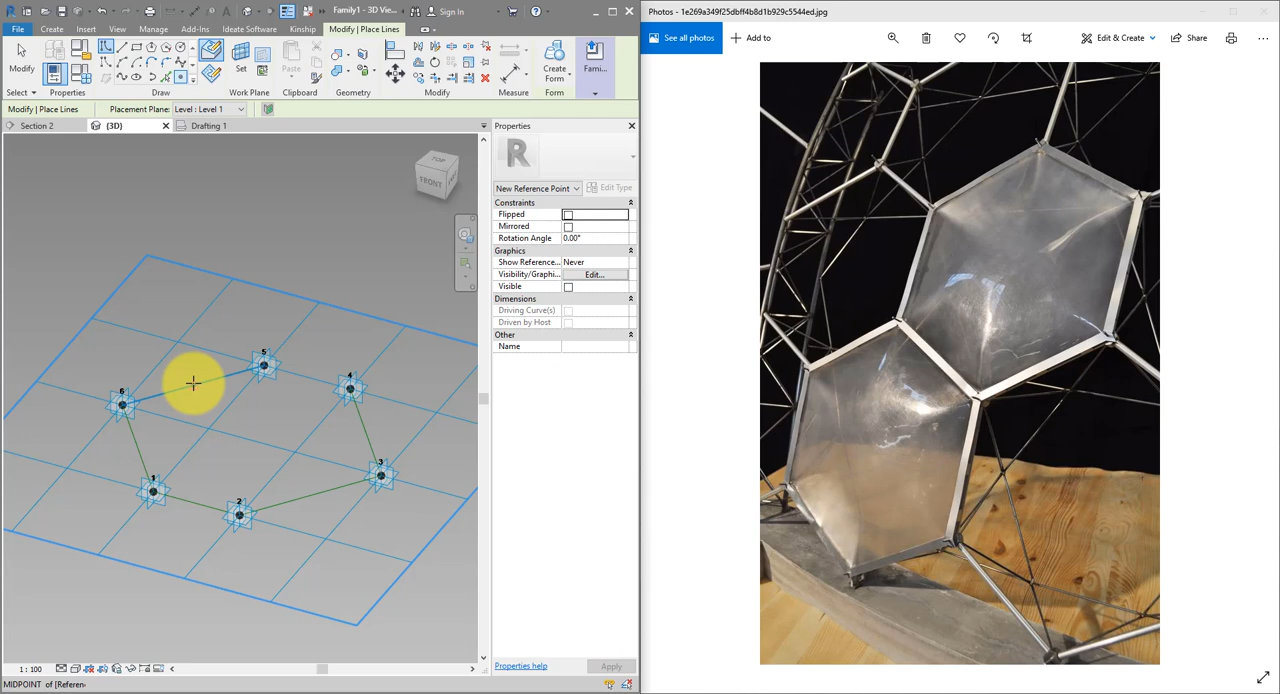 Family1 - 3D Vie...
Sign In
Photos - 1e269a349f25dbff4b8d1b929c5544ed.jpg
File
Create
Insert
View
Manage
Add-Ins
Ideate Software
Kinship
Modify | Place Lines
See all photos
Add to
Edit & Create
Share
Modify
Set
Paste
Create
Form
Fami...
Select
Properties
Draw
Work Plane
Clipboard
Geometry
Modify
Measure
Form
Modify | Place Lines
Placement Plane:
Level : Level 1
Section 2
(3D)
Drafting 1
Properties
R
New Reference Point
Edit Type
Constraints
Flipped
Mirrored
Rotation Angle
0.00°
Graphics
Show Reference...
Never
Visibility/Graphi...
Edit...
Visible
Dimensions
Driving Curve(s)
Driven by Host
Other
Name
TOP
FRONT
5
4
6
3
1
2
1 : 100
Properties help
Apply
MIDPOINT of [Referen